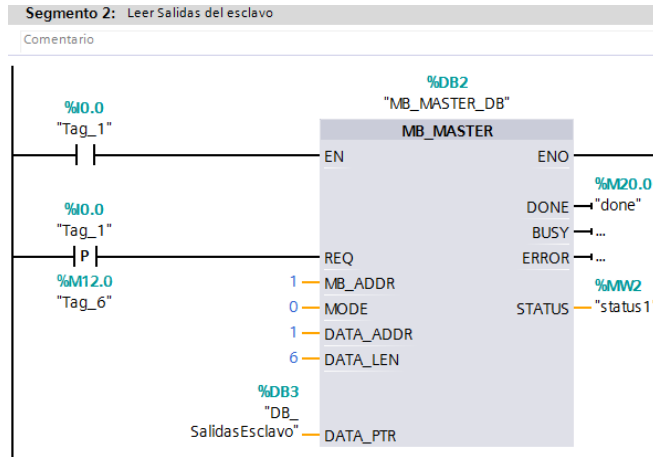 Segmento 2: Leer Salidas del esclavo
Comentario
%DB2
"MB_MASTER_DB"
%I0.0
"Tag_1"
MB_MASTER
EN
ENO
%M20.0
DONE
"done"
%I0.0
"Tag_1"
BUSY
...
P
REQ
ERROR
...
%M12.0
"Tag_6"
1
MB_ADDR
%MW2
0
MODE
STATUS
"status1
1
DATA_ADDR
6
DATA_LEN
%DB3
"DB_
SalidasEsclavo"
DATA_PTR